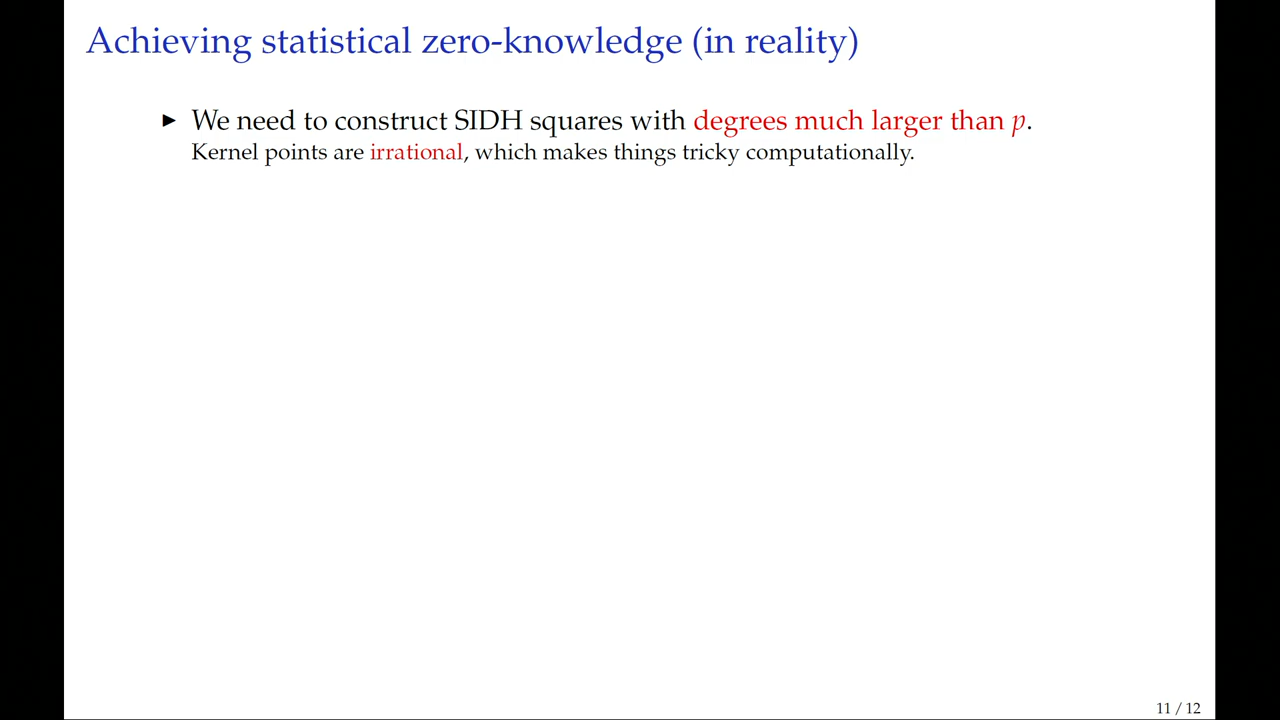 Achieving statistical zero-knowledge (in reality)
► We need to construct SIDH squares with degrees much larger than p.
Kernel points are irrational, which makes things tricky computationally.
11 / 12